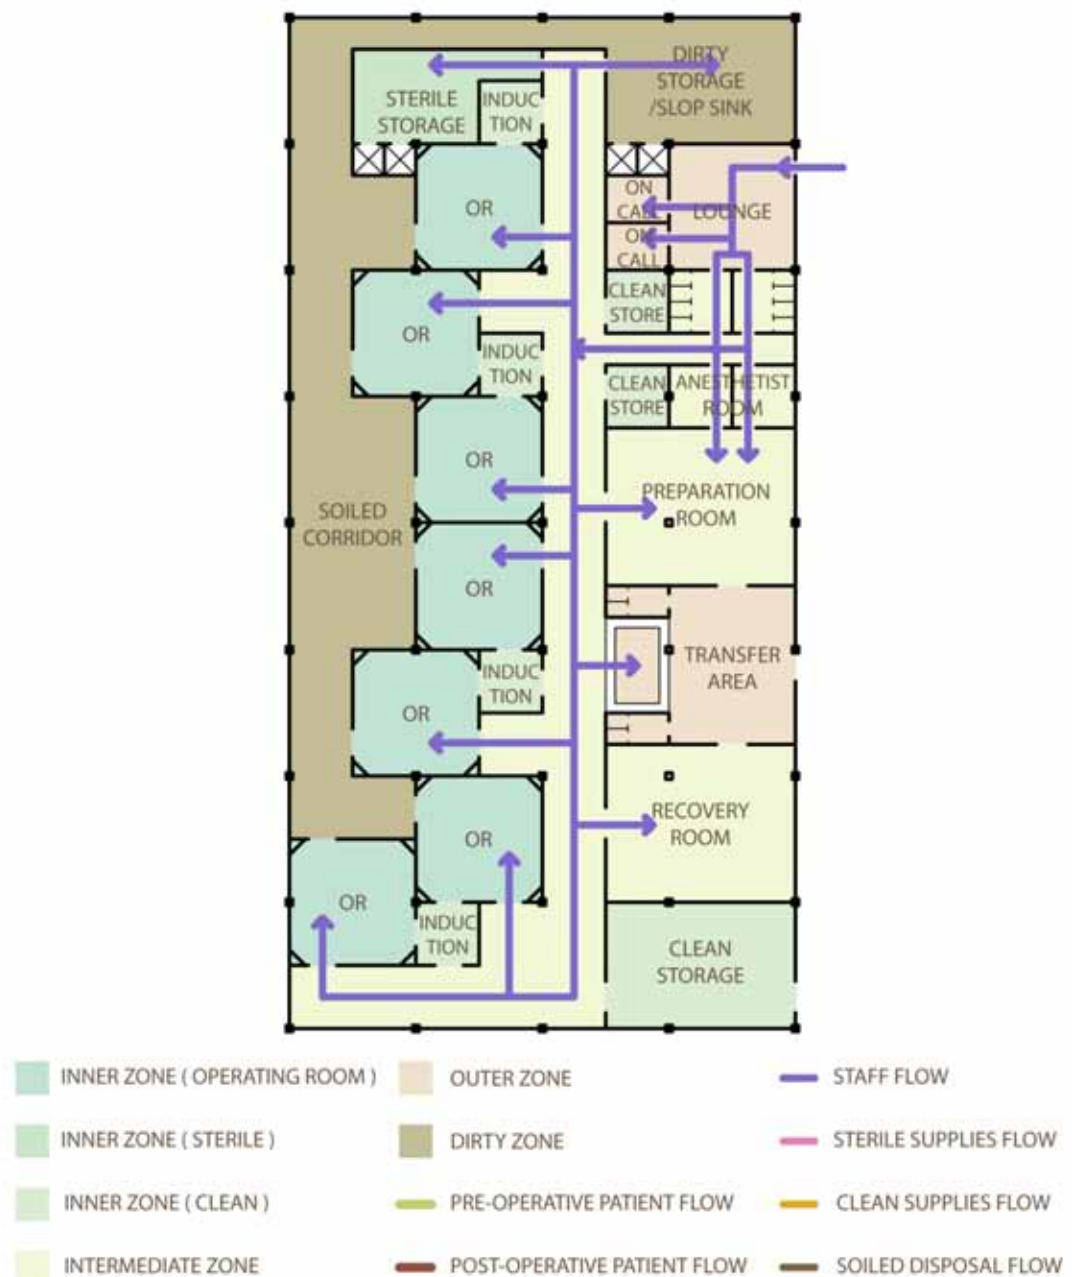 DIRTY
STORAGE
/SLOP SINK
STERILE
STORAGE
INDUC
TION
OR
ON
CALL
LOUNGE
ON
CALL
CLEAN
STORE
OR
INDUC
TION
CLEAN
STORE
ANESTHETIST
ROOM
OR
PREPARATION
ROOM
SOILED
CORRIDOR
OR
TRANSFER
AREA
INDUC
TION
OR
RECOVERY
ROOM
OR
OR
INDUC
TION
CLEAN
STORAGE
INNER ZONE ( OPERATING ROOM )
OUTER ZONE
STAFF FLOW
INNER ZONE ( STERILE )
DIRTY ZONE
STERILE SUPPLIES FLOW
INNER ZONE ( CLEAN )
PRE-OPERATIVE PATIENT FLOW
CLEAN SUPPLIES FLOW
INTERMEDIATE ZONE
POST-OPERATIVE PATIENT FLOW
SOILED DISPOSAL FLOW